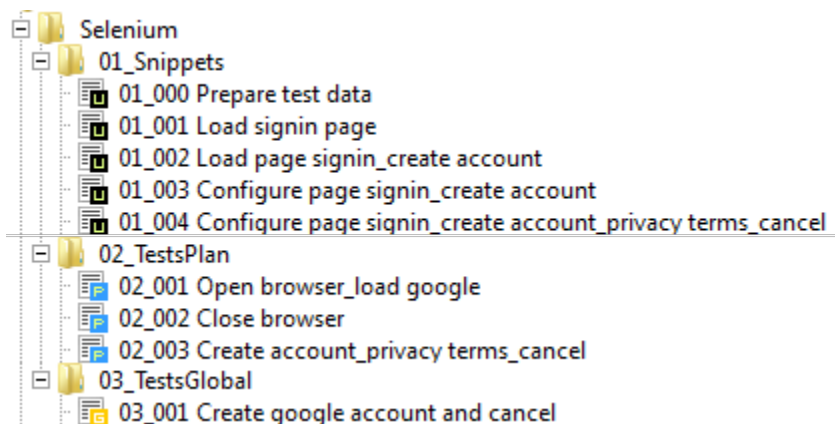 Selenium
01_Snippets
01_000 Prepare test data
01_001 Load signin page
01_002 Load page signin_create account
01_003 Configure page signin_create account
01_004 Configure page signin_create account_privacy terms_cancel
02_TestsPlan
02_001 Open browser_load google
02_002 Close browser
02_003 Create account_privacy terms_cancel
03_TestsGlobal
03_001 Create google account and cancel